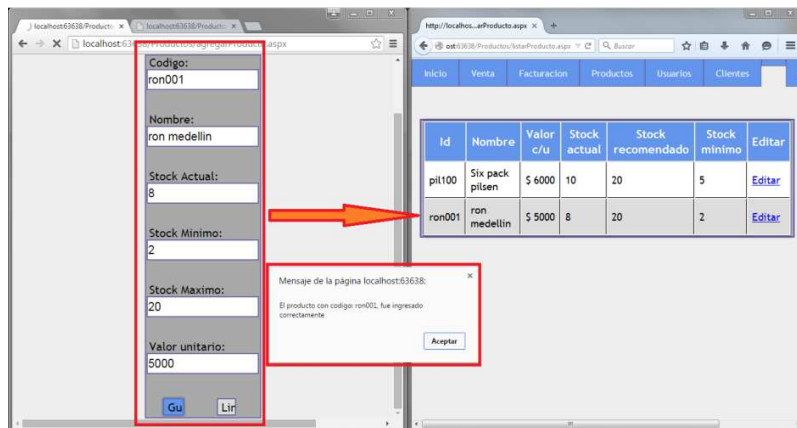 localhost:63638/Producto
localhost:63638/Producto
localhost:63638/Productos/agregarProducto.aspx
Codigo:
ron001
Nombre:
ron medellin
Stock Actual:
8
Stock Minimo:
2
Stock Maximo:
20
Valor unitario:
5000
Gu
Lir
Mensaje de la página localhost:63638:
El producto con codigo: ron001, fue ingresado
correctamente
Aceptar
http://localhos...arProducto.aspx
ost:63638/Productos/listarProducto.aspx
Buscar
Inicio Venta Facturacion Productos Usuarios Clientes
Id Nombre Valor c/u Stock actual Stock recomendado Stock minimo Editar
pil100 Six pack pilsen $ 6000 10 20 5 Editar
ron001 ron medellin $ 5000 8 20 2 Editar